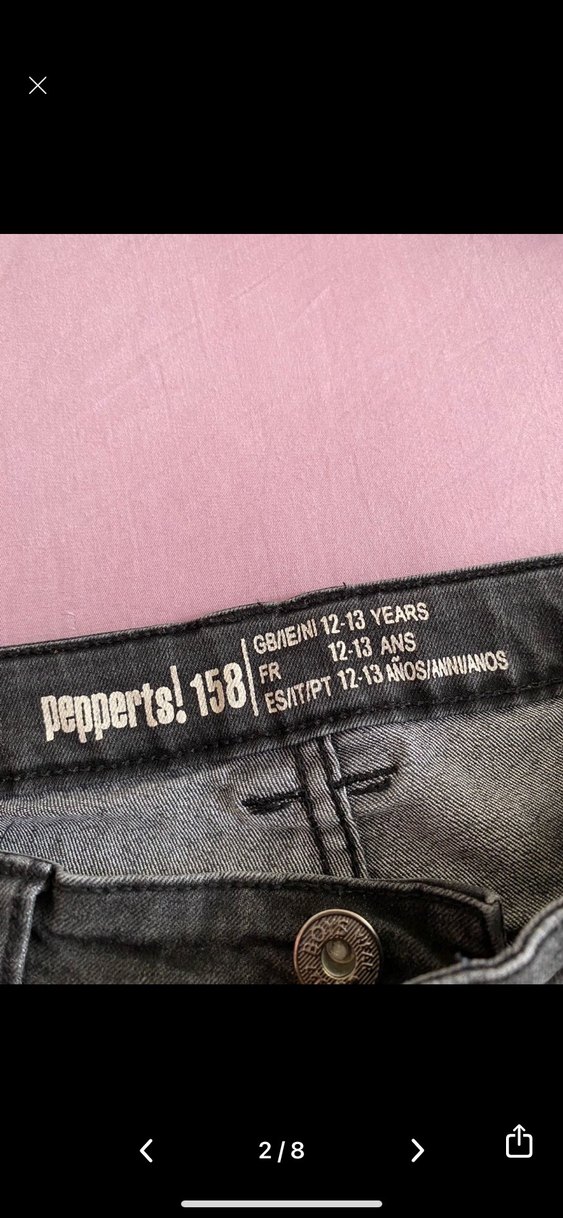 pepperts! 158
GB/IE/NI 12-13 YEARS
FR 12-13 ANS
ES/IT/PT 12-13 AÑOS/ANNI/ANOS
2/8